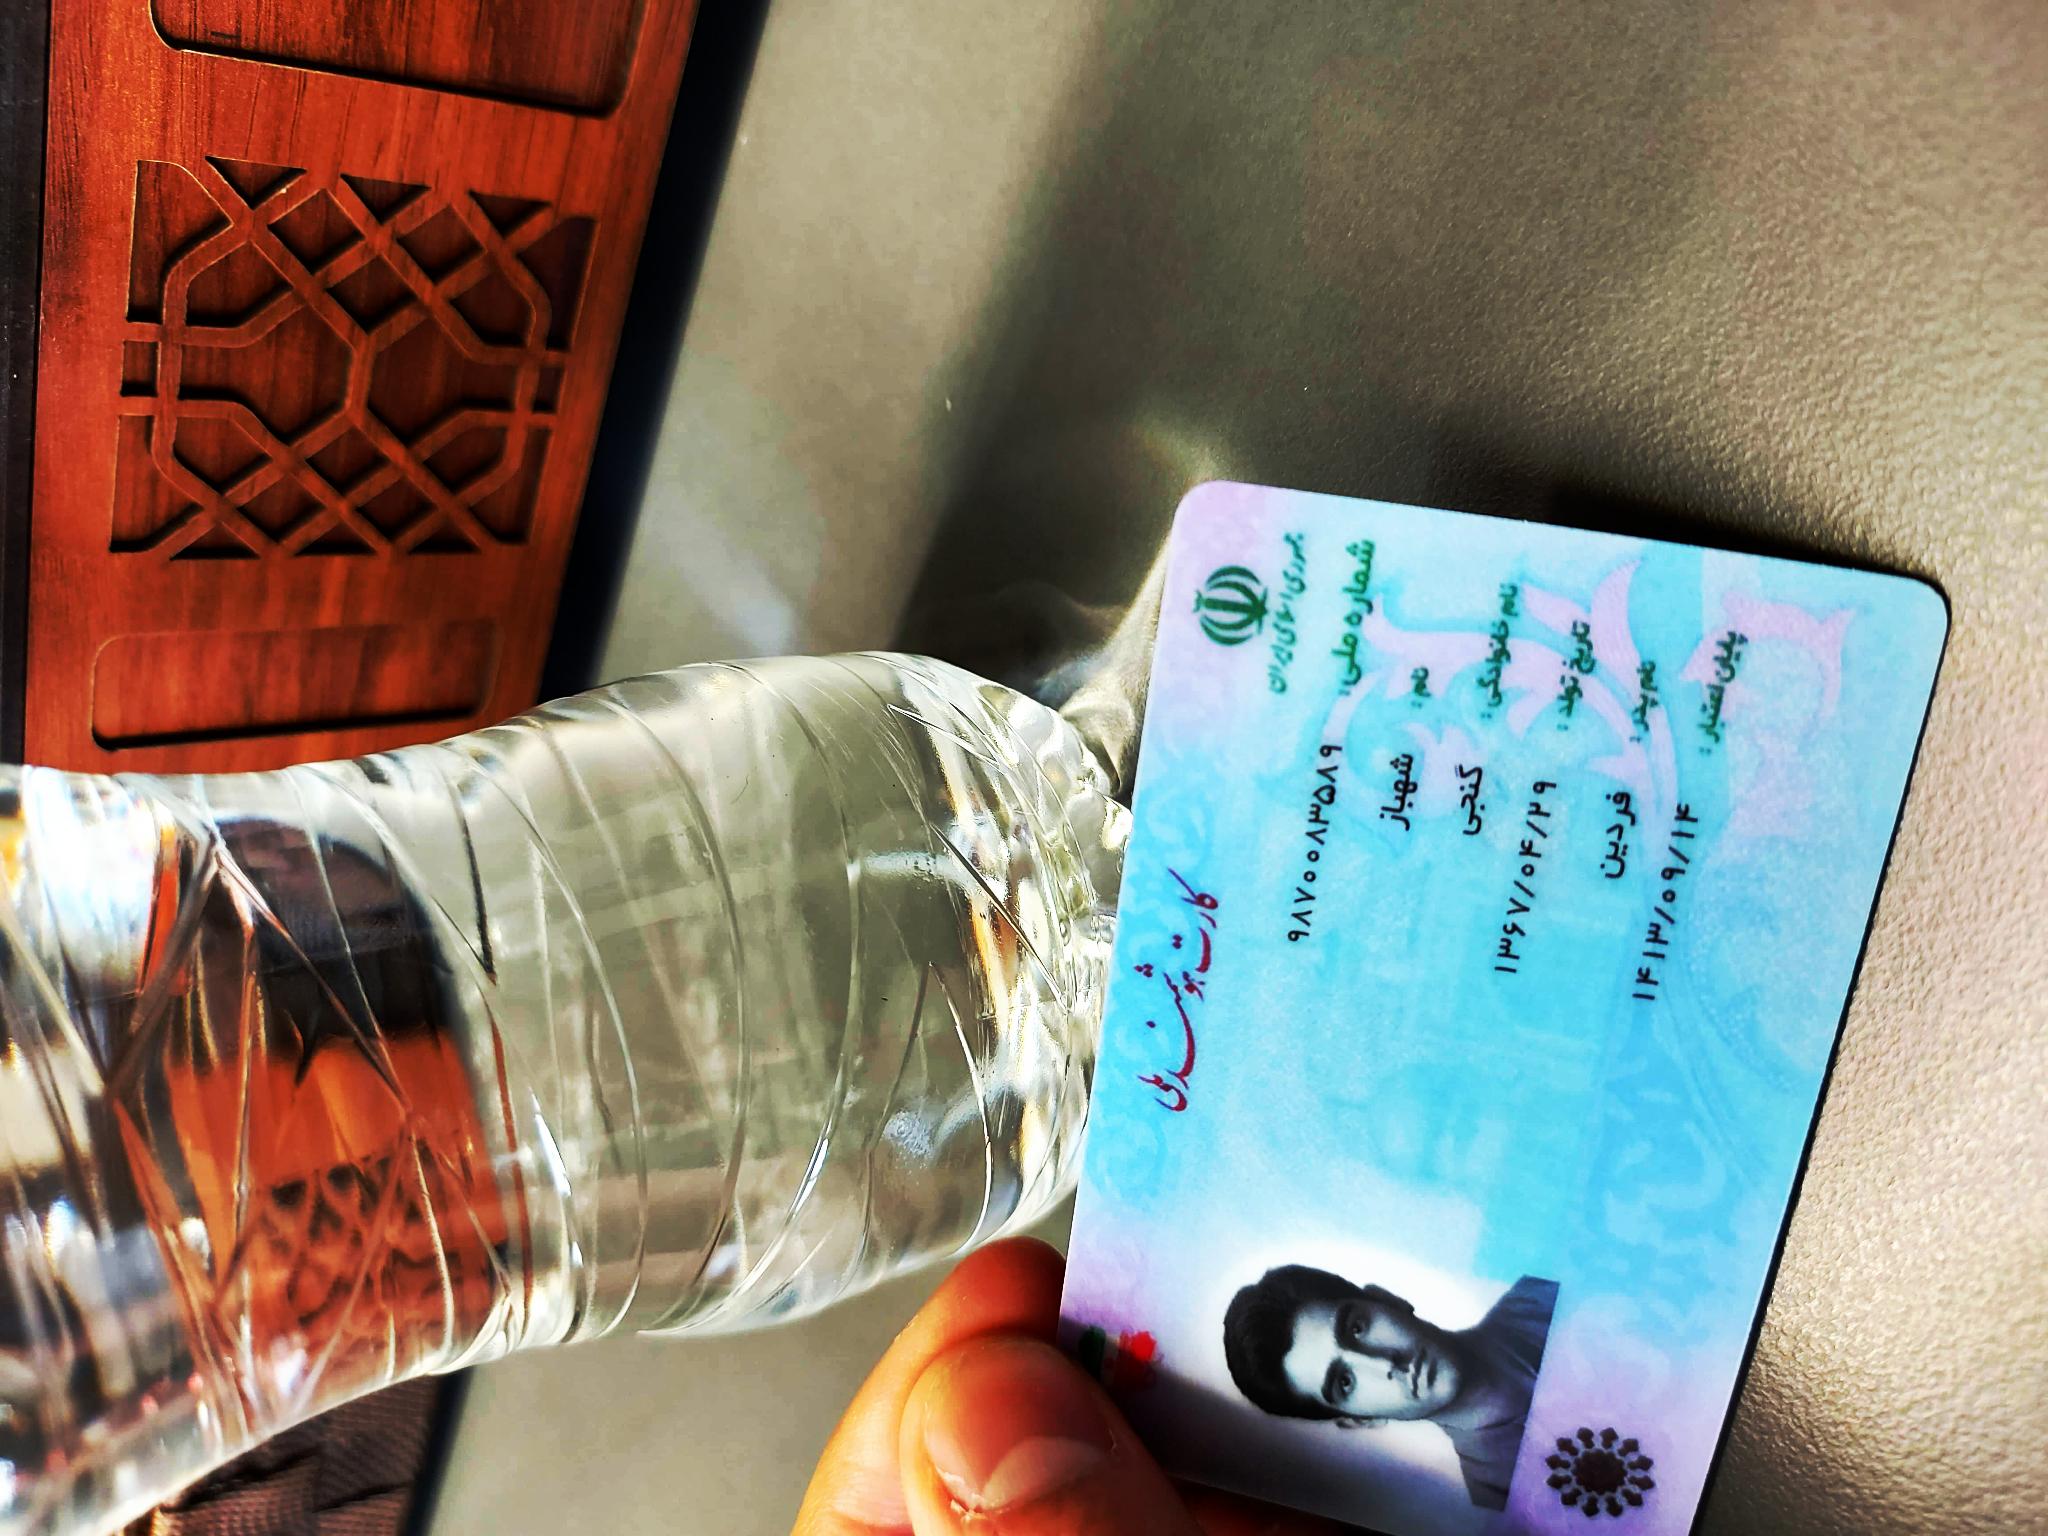 جمهوری اسلامی ایران
کارت هوشمند ملی
شماره ملی: ۹۸۷۰۰۸۳۵۸۹
نام: شهباز
نام خانوادگی: گنجی
تاریخ تولد: ۱۳۶۷/۰۴/۲۹
نام پدر: فردین
پایان اعتبار: ۱۴۱۳/۰۹/۱۴